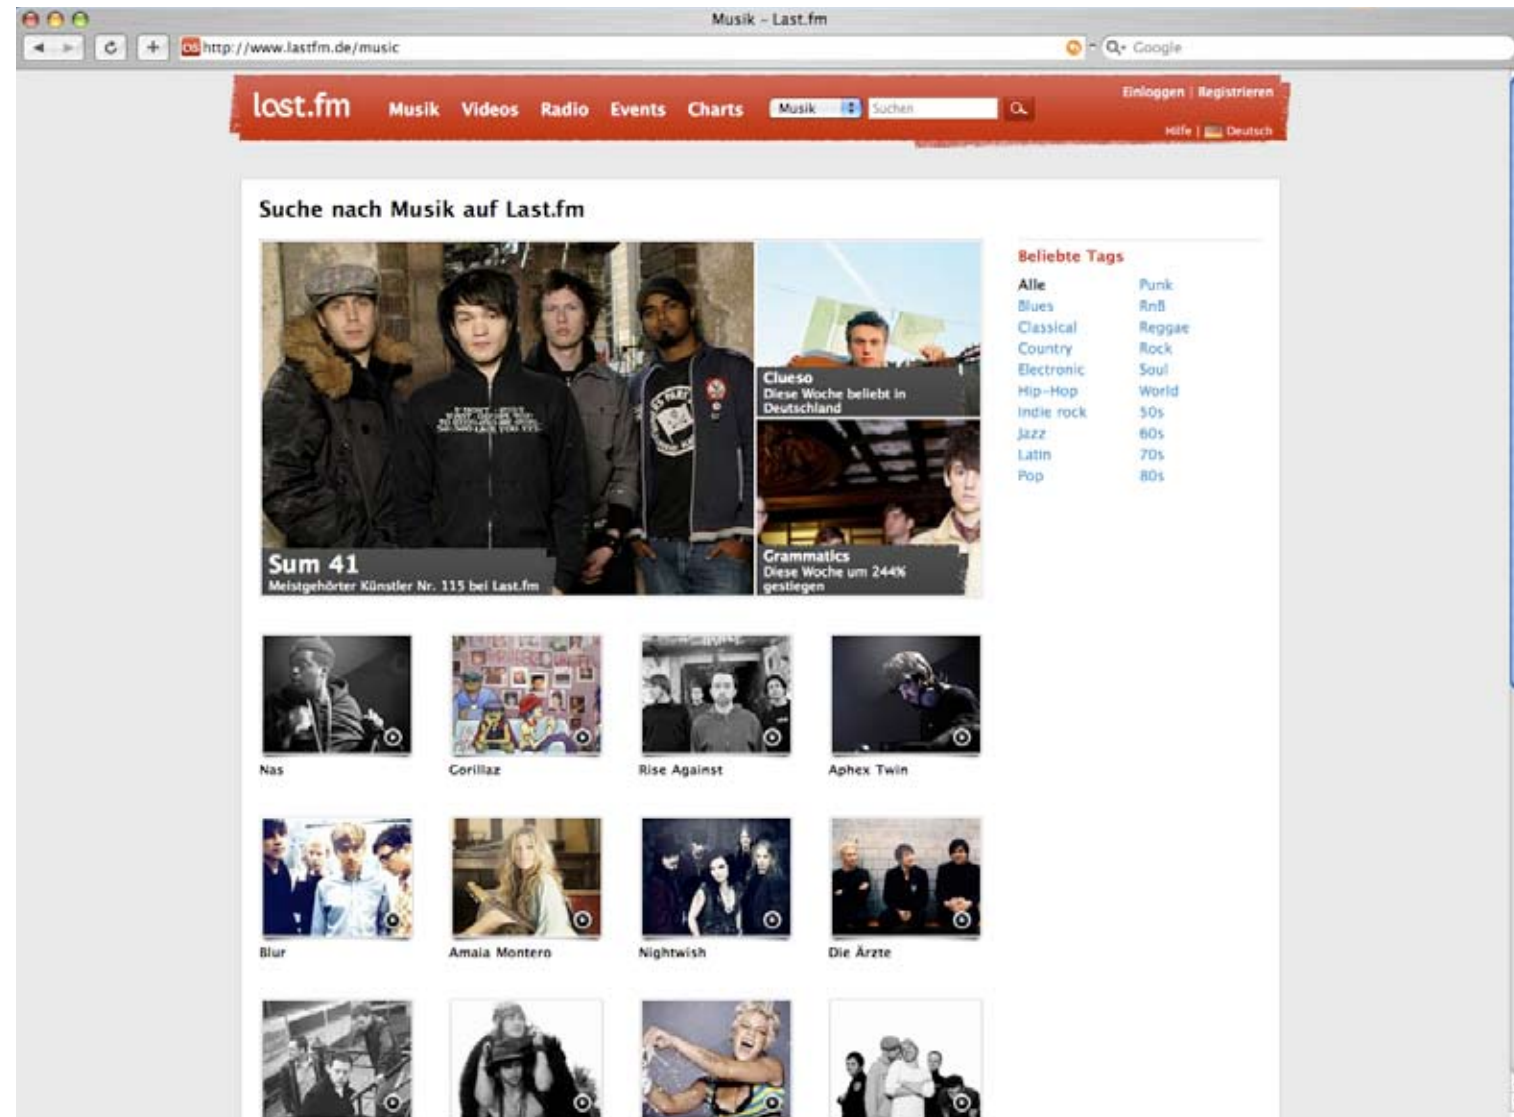 Musik – Last.fm
http://www.lastfm.de/music
Google
last.fm
Musik Videos Radio Events Charts
Musik
Suchen
Einloggen | Registrieren
Hilfe | Deutsch
Suche nach Musik auf Last.fm
Sum 41
Meistgehörter Künstler Nr. 115 bei Last.fm
Clueso
Diese Woche beliebt in
Deutschland
Grammatics
Diese Woche um 244%
gestiegen
Beliebte Tags
Alle
Blues
Classical
Country
Electronic
Hip-Hop
Indie rock
Jazz
Latin
Pop
Punk
RnB
Reggae
Rock
Soul
World
50s
60s
70s
80s
Nas
Gorillaz
Rise Against
Aphex Twin
Blur
Amaia Montero
Nightwish
Die Ärzte